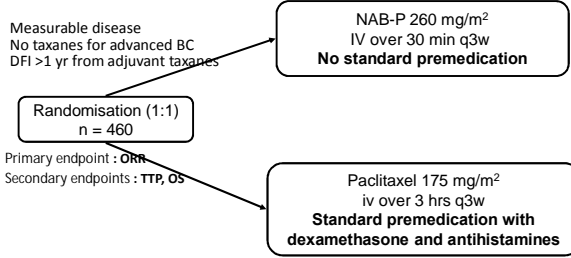 Measurable disease
No taxanes for advanced BC
DFI >1 yr from adjuvant taxanes
NAB-P 260 mg/m²
IV over 30 min q3w
No standard premedication
Randomisation (1:1)
n = 460
Primary endpoint : ORR
Secondary endpoints : TTP, OS
Paclitaxel 175 mg/m²
iv over 3 hrs q3w
Standard premedication with
dexamethasone and antihistamines